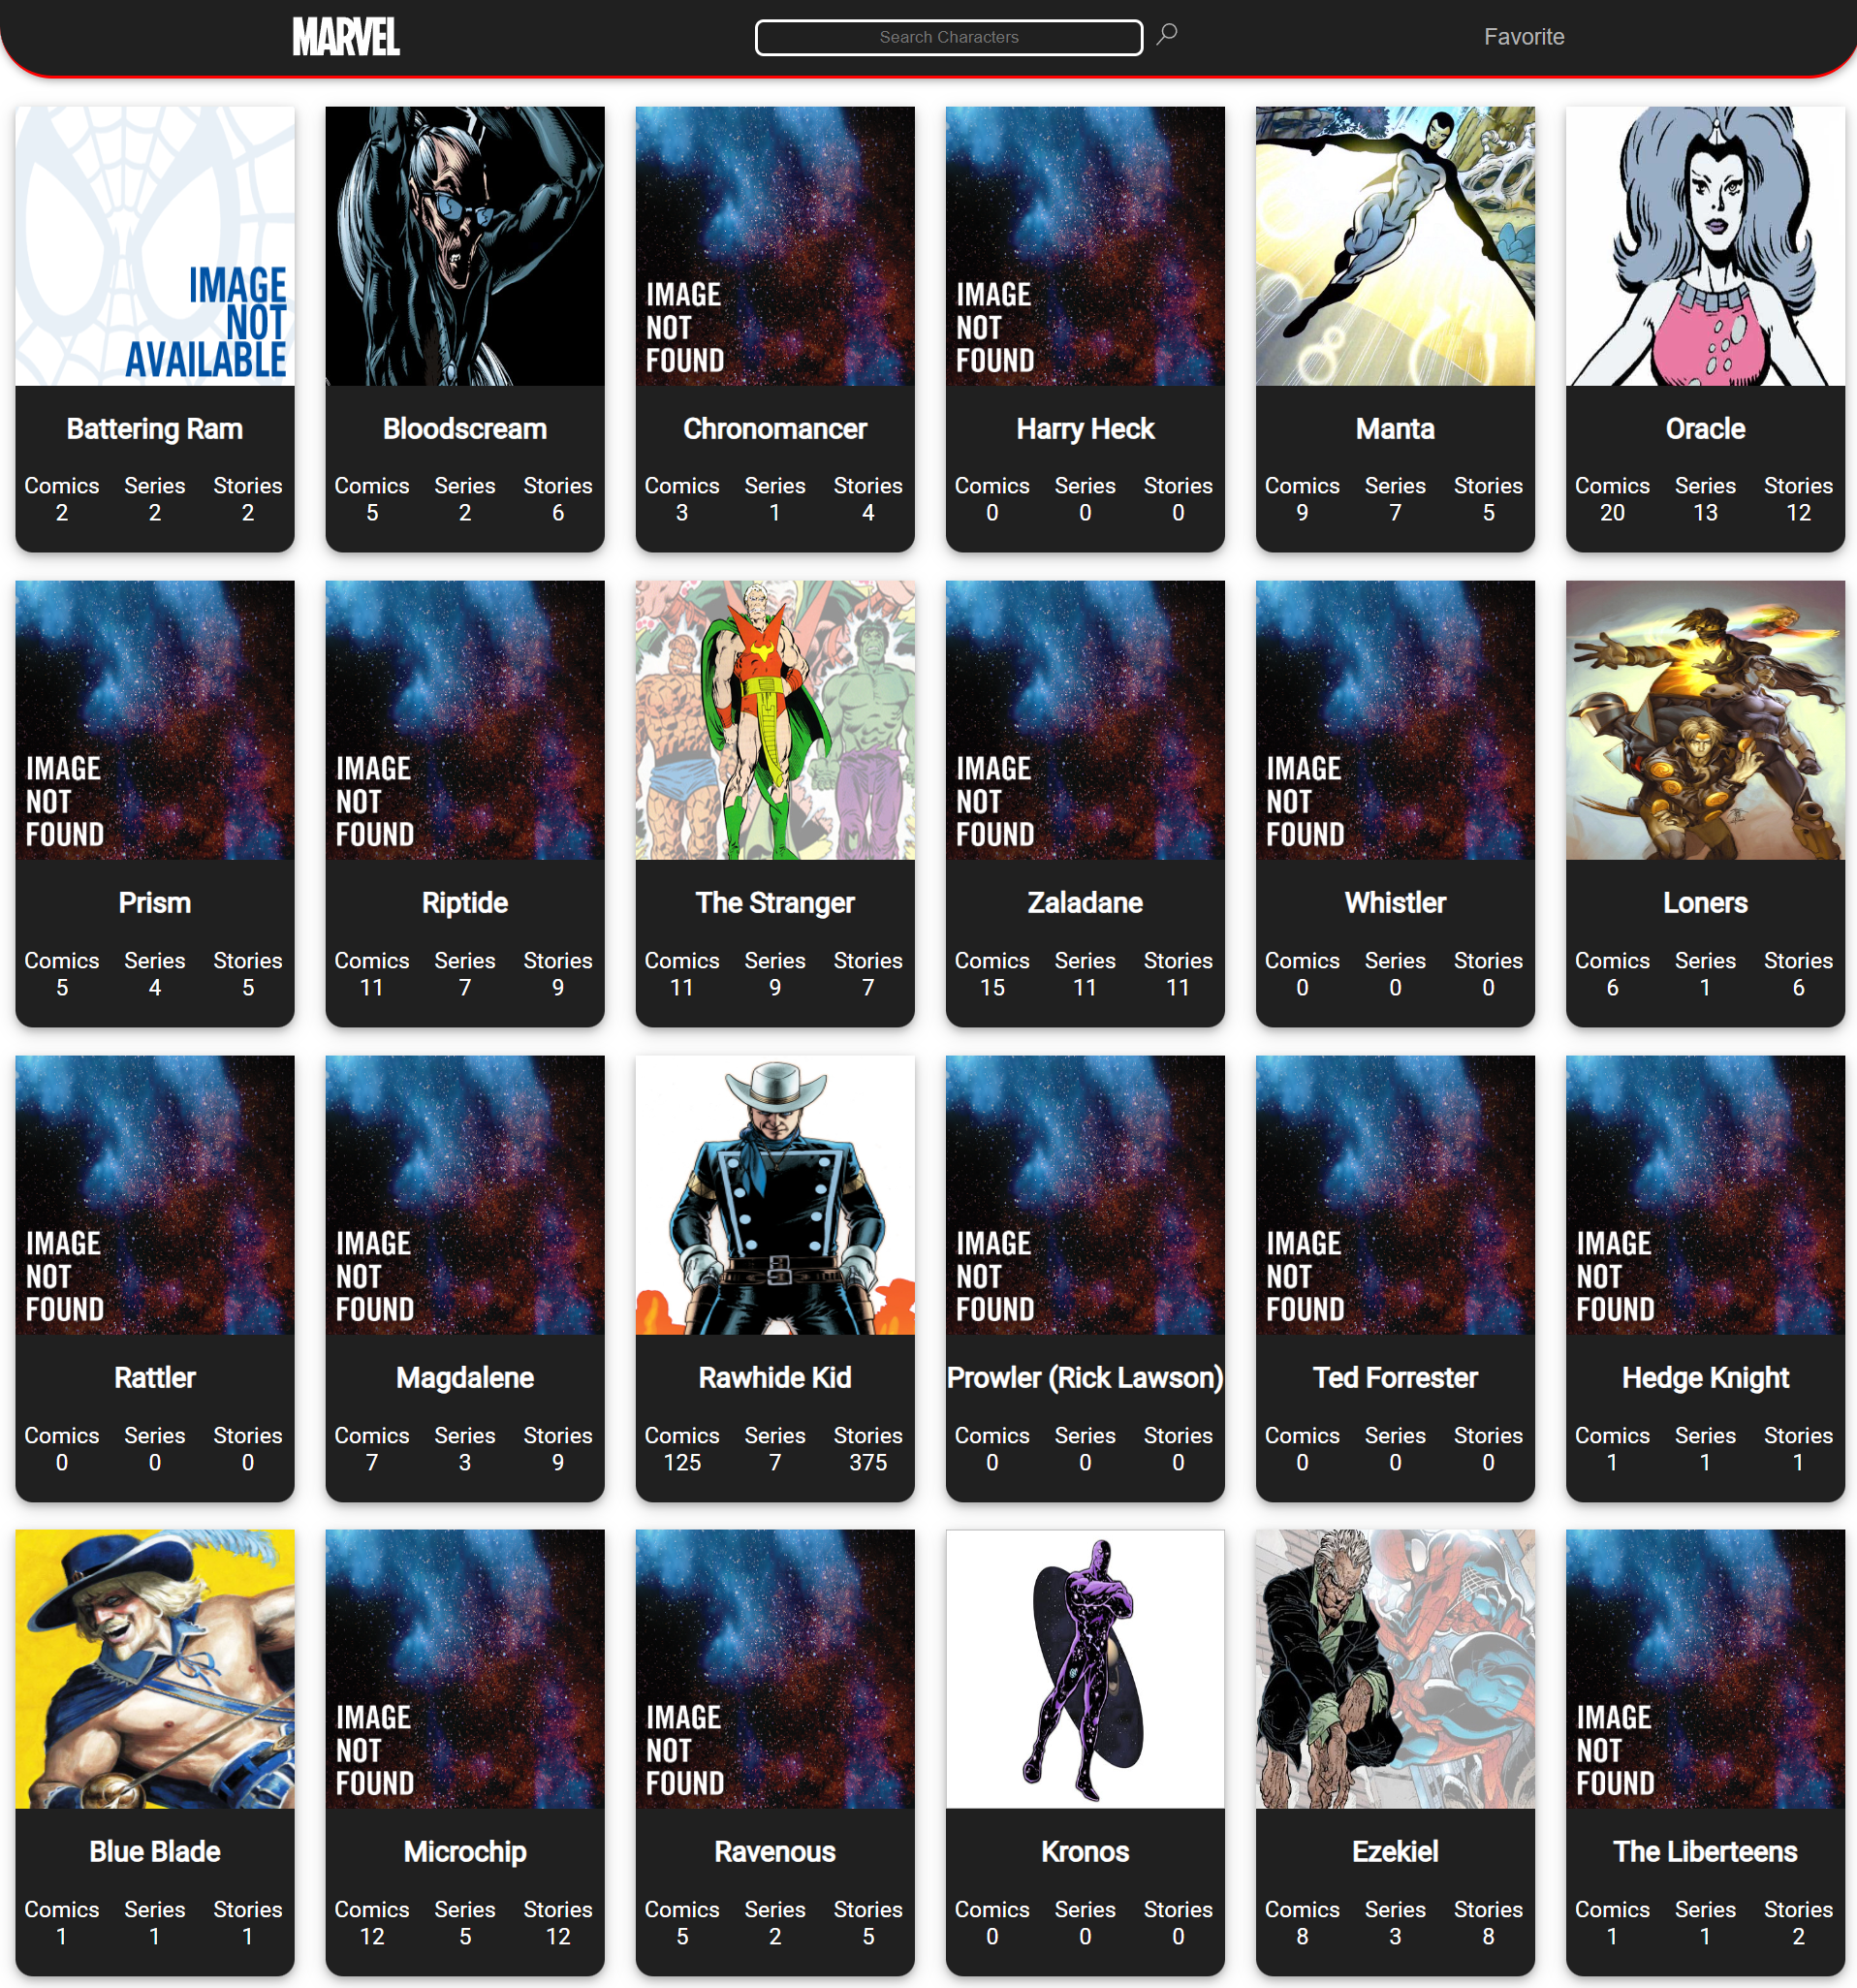 MARVEL
Search Characters
Favorite
IMAGE
NOT
AVAILABLE
IMAGE
NOT
FOUND
IMAGE
NOT
FOUND
Battering Ram
Bloodscream
Chronomancer
Harry Heck
Manta
Oracle
Comics Series Stories
2 2 2
Comics Series Stories
5 2 6
Comics Series Stories
3 1 4
Comics Series Stories
0 0 0
Comics Series Stories
9 7 5
Comics Series Stories
20 13 12
IMAGE
NOT
FOUND
IMAGE
NOT
FOUND
IMAGE
NOT
FOUND
IMAGE
NOT
FOUND
Prism
Riptide
The Stranger
Zaladane
Whistler
Loners
Comics Series Stories
5 4 5
Comics Series Stories
11 7 9
Comics Series Stories
11 9 7
Comics Series Stories
15 11 11
Comics Series Stories
0 0 0
Comics Series Stories
6 1 6
IMAGE
NOT
FOUND
IMAGE
NOT
FOUND
IMAGE
NOT
FOUND
IMAGE
NOT
FOUND
IMAGE
NOT
FOUND
Rattler
Magdalene
Rawhide Kid
Prowler (Rick Lawson)
Ted Forrester
Hedge Knight
Comics Series Stories
0 0 0
Comics Series Stories
7 3 9
Comics Series Stories
125 7 375
Comics Series Stories
0 0 0
Comics Series Stories
0 0 0
Comics Series Stories
1 1 1
IMAGE
NOT
FOUND
IMAGE
NOT
FOUND
IMAGE
NOT
FOUND
Blue Blade
Microchip
Ravenous
Kronos
Ezekiel
The Liberteens
Comics Series Stories
1 1 1
Comics Series Stories
12 5 12
Comics Series Stories
5 2 5
Comics Series Stories
0 0 0
Comics Series Stories
8 3 8
Comics Series Stories
1 1 2